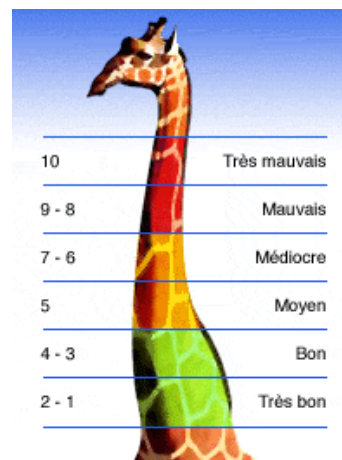 10 Très mauvais
9 - 8 Mauvais
7 - 6 Médiocre
5 Moyen
4 - 3 Bon
2 - 1 Très bon